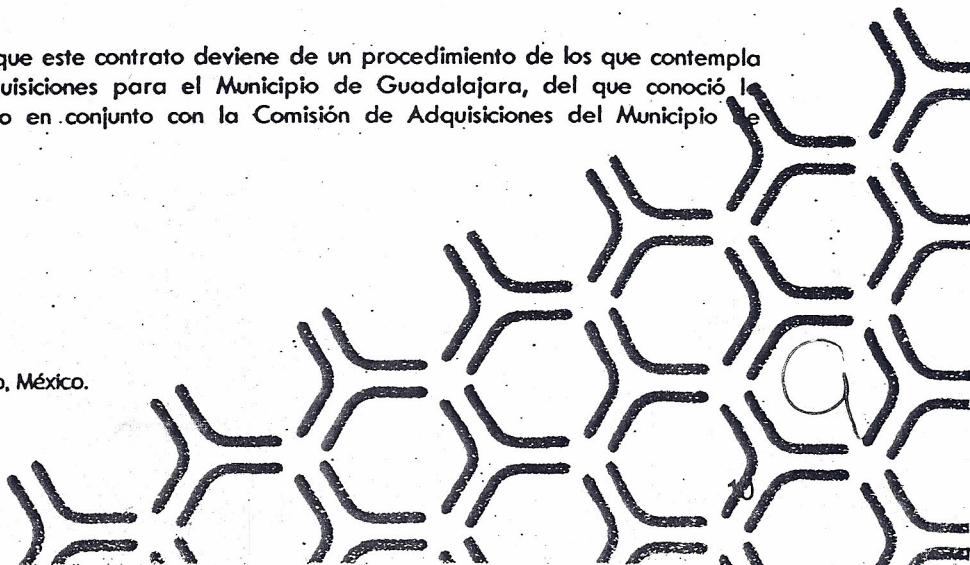 que este contrato deviene de un procedimiento de los que contempla
uisiciones para el Municipio de Guadalajara, del que conoció
o en conjunto con la Comisión de Adquisiciones del Municipio de
o, México.